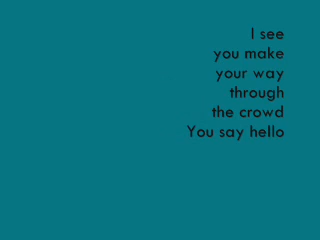 I see
you make
your way
through
the crowd
You say hello